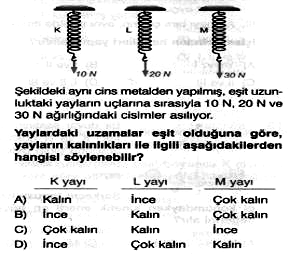 K L M
10 N 20 N 30 N
Şekildeki aynı cins metalden yapılmış, eşit uzun-
luktaki yayların uçlarına sırasıyla 10 N, 20 N ve
30 N ağırlığındaki cisimler asılıyor.
Yaylardaki uzamalar eşit olduğuna göre,
yayların kalınlıkları ile ilgili aşağıdakilerden
hangisi söylenebilir?
K yayı L yayı M yayı
A) Kalın İnce Çok kalın
B) İnce Kalın Çok kalın
C) Çok kalın Kalın İnce
D) İnce Çok kalın Kalın